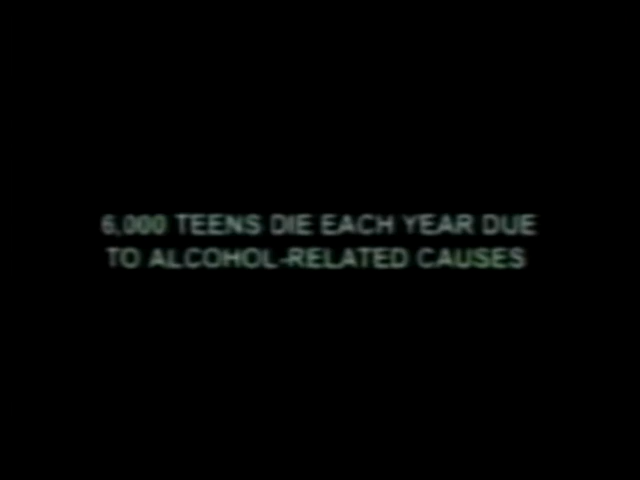 6,000 TEENS DIE EACH YEAR DUE
TO ALCOHOL-RELATED CAUSES